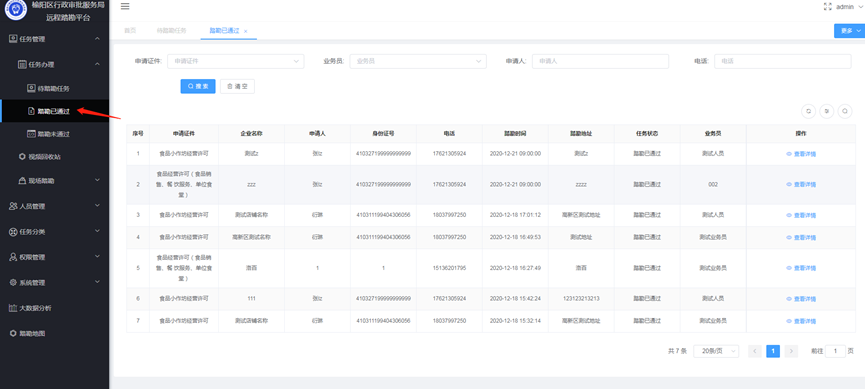 榆阳区行政审批服务局
远程踏勘平台
admin
任务管理
任务办理
待踏勘任务
踏勘已通过
踏勘未通过
视频回收站
现场踏勘
人员管理
任务分类
权限管理
系统管理
大数据分析
踏勘地图
首页 待踏勘任务 踏勘已通过 ×
更多
申请证件: 申请证件 业务员: 业务员 申请人: 申请人 电话: 电话
搜 索 清 空
序号 申请证件 企业名称 申请人 身份证号 电话 踏勘时间 踏勘地址 任务状态 业务员 操作
1 食品小作坊经营许可 测试z 张iz 410327199999999999 17621305924 2020-12-21 09:00:00 测试z 踏勘已通过 测试人员 查看详情
2 食品经营许可（食品销售、餐饮服务、单位食堂） zzz 张iz 410327199999999999 17621305924 2020-12-21 09:00:00 zzzz 踏勘已通过 002 查看详情
3 食品小作坊经营许可 测试店铺名称 410311199404306056 18037997250 2020-12-18 17:01:12 高新区测试地址 踏勘已通过 测试人员 查看详情
4 食品小作坊经营许可 高新区测试名称 410311199404306056 18037997250 2020-12-18 16:49:53 测试地址 踏勘已通过 测试业务员 查看详情
5 食品经营许可（食品销售、餐饮服务、单位食堂） 洛百 1 1 15136201795 2020-12-18 16:27:49 洛百 踏勘已通过 测试业务员 查看详情
6 食品小作坊经营许可 111 张iz 410327199999999999 17621305924 2020-12-18 15:42:24 123123213213 踏勘已通过 测试人员 查看详情
7 食品小作坊经营许可 测试店铺名称 410311199404306056 18037997250 2020-12-18 15:32:14 高新区测试地址 踏勘已通过 测试业务员 查看详情
共 7 条 20条/页 1 前往 1 页